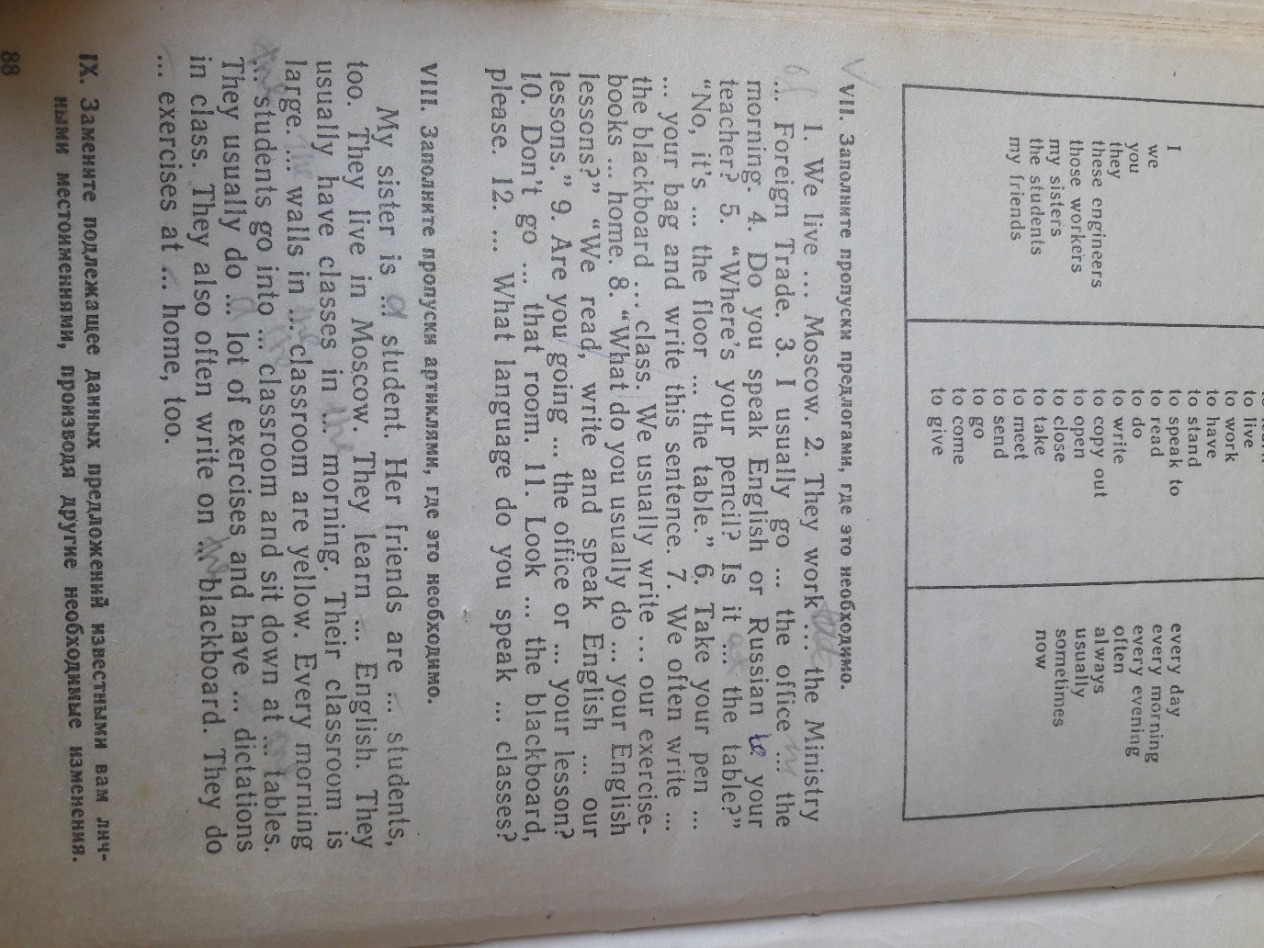 I
we
you
they
these engineers
those workers
my sisters
the students
my friends
to live
to work
to have
to stand
to speak to
to read
to do
to write
to copy out
to open
to close
to take
to meet
to send
to go
to come
to give
every day
every morning
every evening
often
always
usually
sometimes
now
VII. Заполните пропуски предлогами, где это необходимо.
1. We live ... Moscow. 2. They work ... the Ministry
of ... Foreign Trade. 3. I usually go ... the office in ... the
morning. 4. Do you speak English or Russian to your
teacher? 5. “Where’s your pencil? Is it ... the table?”
“No, it’s ... the floor ... the table.” 6. Take your pen ...
... your bag and write this sentence. 7. We often write ...
the blackboard ... class. We usually write ... our exercise-
books ... home. 8. “What do you usually do ... your English
lessons?” “We read, write and speak English ... our
lessons.” 9. Are you going ... the office or ... your lesson?
10. Don’t go ... that room. 11. Look ... the blackboard,
please. 12. ... What language do you speak ... classes?
VIII. Заполните пропуски артиклями, где это необходимо.
My sister is a ... student. Her friends are ... students,
too. They live in Moscow. They learn ... English. They
usually have classes in the ... morning. Their classroom is
large. ... walls in the ... classroom are yellow. Every morning
... students go into ... classroom and sit down at ... tables.
They usually do a ... lot of exercises and have ... dictations
in class. They also often write on the ... blackboard. They do
... exercises at ... home, too.
IX. Замените подлежащее данных предложений известными вам лич-
ными местоимениями, производя другие необходимые изменения.
88